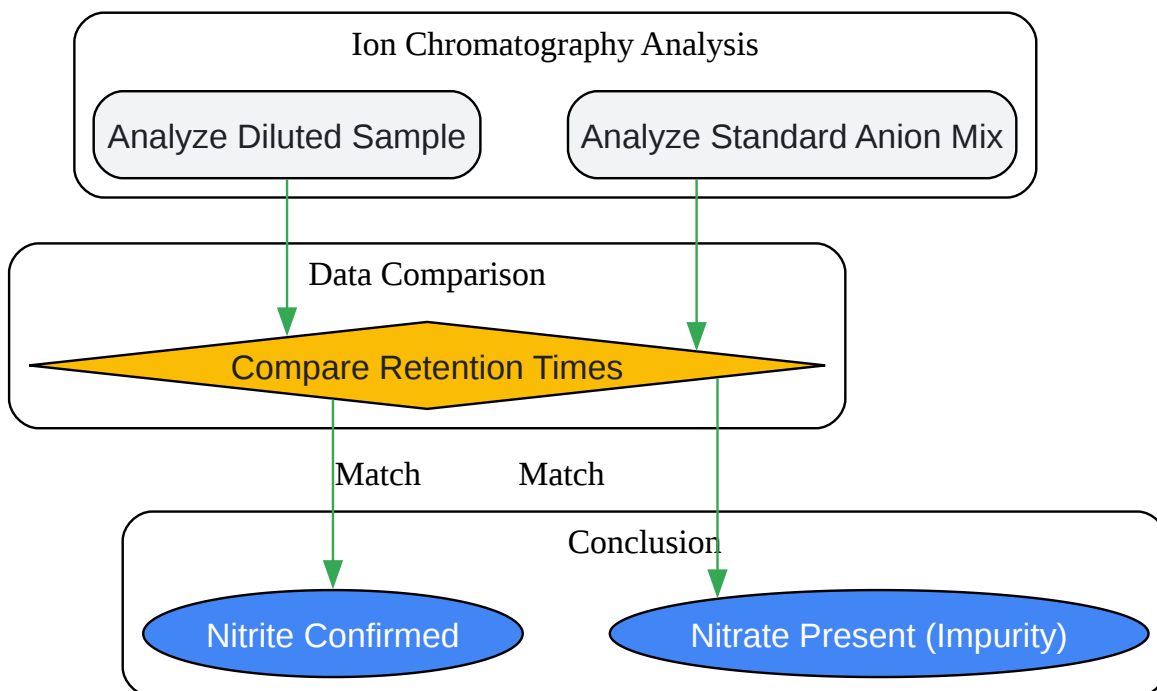 Ion Chromatography Analysis
Analyze Diluted Sample
Analyze Standard Anion Mix
Data Comparison
Compare Retention Times
Match
Match
Conclusion
Nitrite Confirmed
Nitrate Present (Impurity)